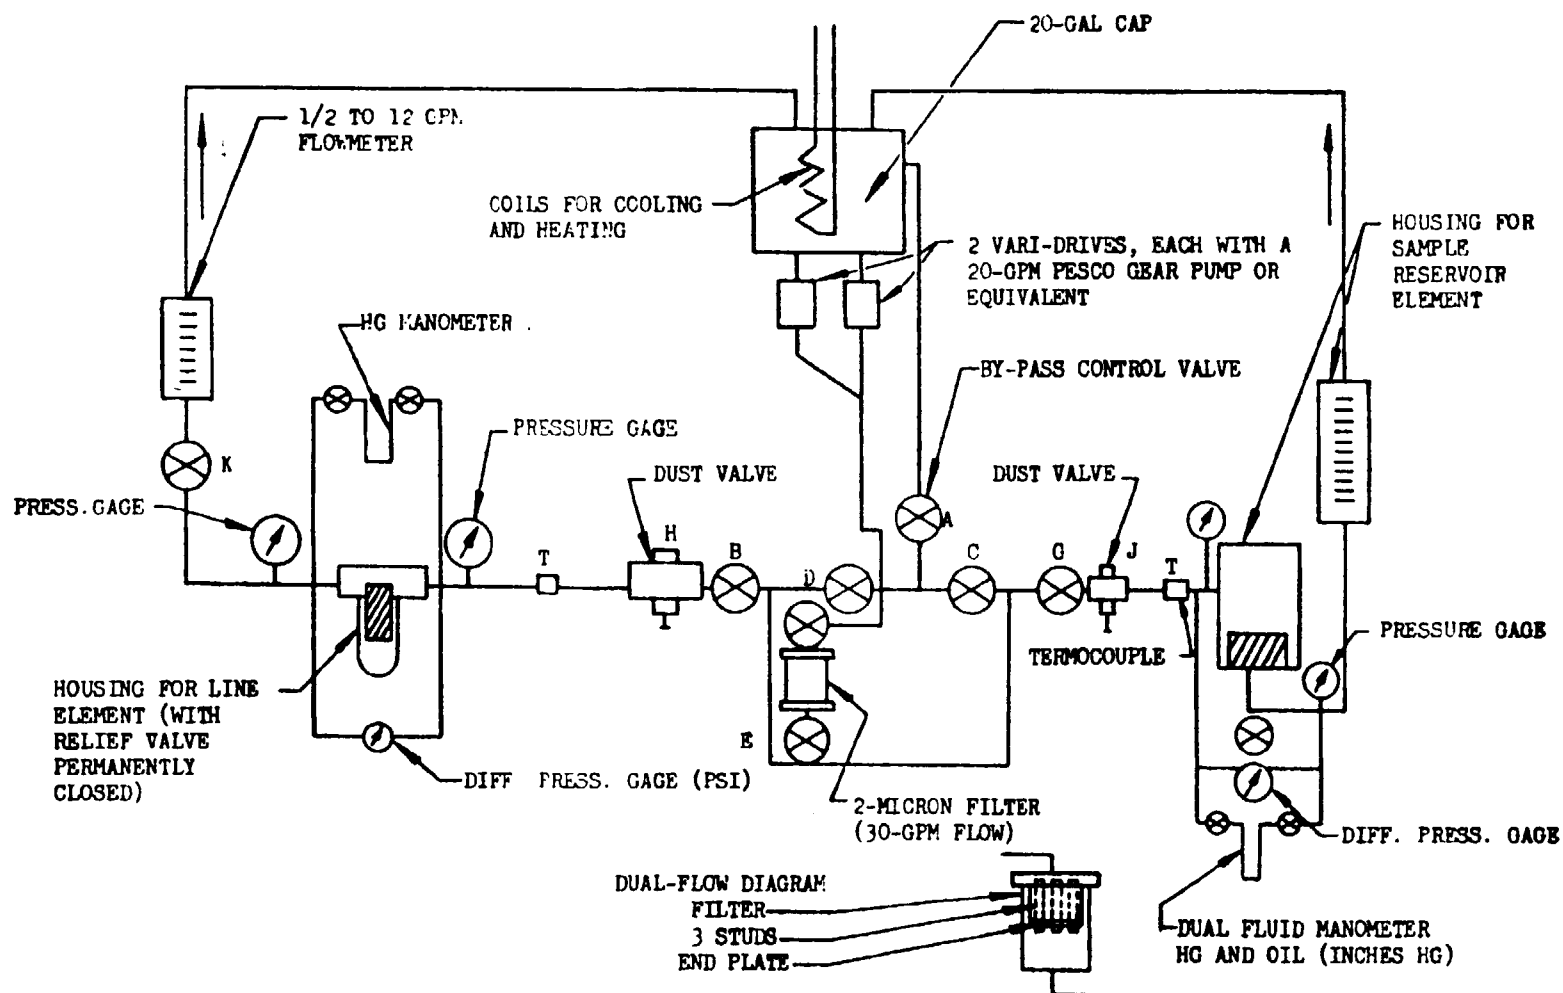 20-GAL CAP
1/2 TO 12 GPM
FLOWMETER
COILS FOR COOLING
AND HEATING
2 VARI-DRIVES, EACH WITH A
20-GPM PESCO GEAR PUMP OR
EQUIVALENT
HOUSING FOR
SAMPLE
RESERVOIR
ELEMENT
HG MANOMETER
BY-PASS CONTROL VALVE
PRESSURE GAGE
K
DUST VALVE
DUST VALVE
PRESS.GAGE
A
H
B
D
C
G
J
T
T
TERMOCOUPLE
PRESSURE GAGE
HOUSING FOR LINE
ELEMENT (WITH
RELIEF VALVE
PERMANENTLY
CLOSED)
E
DIFF PRESS. GAGE (PSI)
2-MICRON FILTER
(30-GPM FLOW)
DIFF. PRESS. GAGE
DUAL-FLOW DIAGRAM
FILTER
3 STUDS
END PLATE
DUAL FLUID MANOMETER
HG AND OIL (INCHES HG)